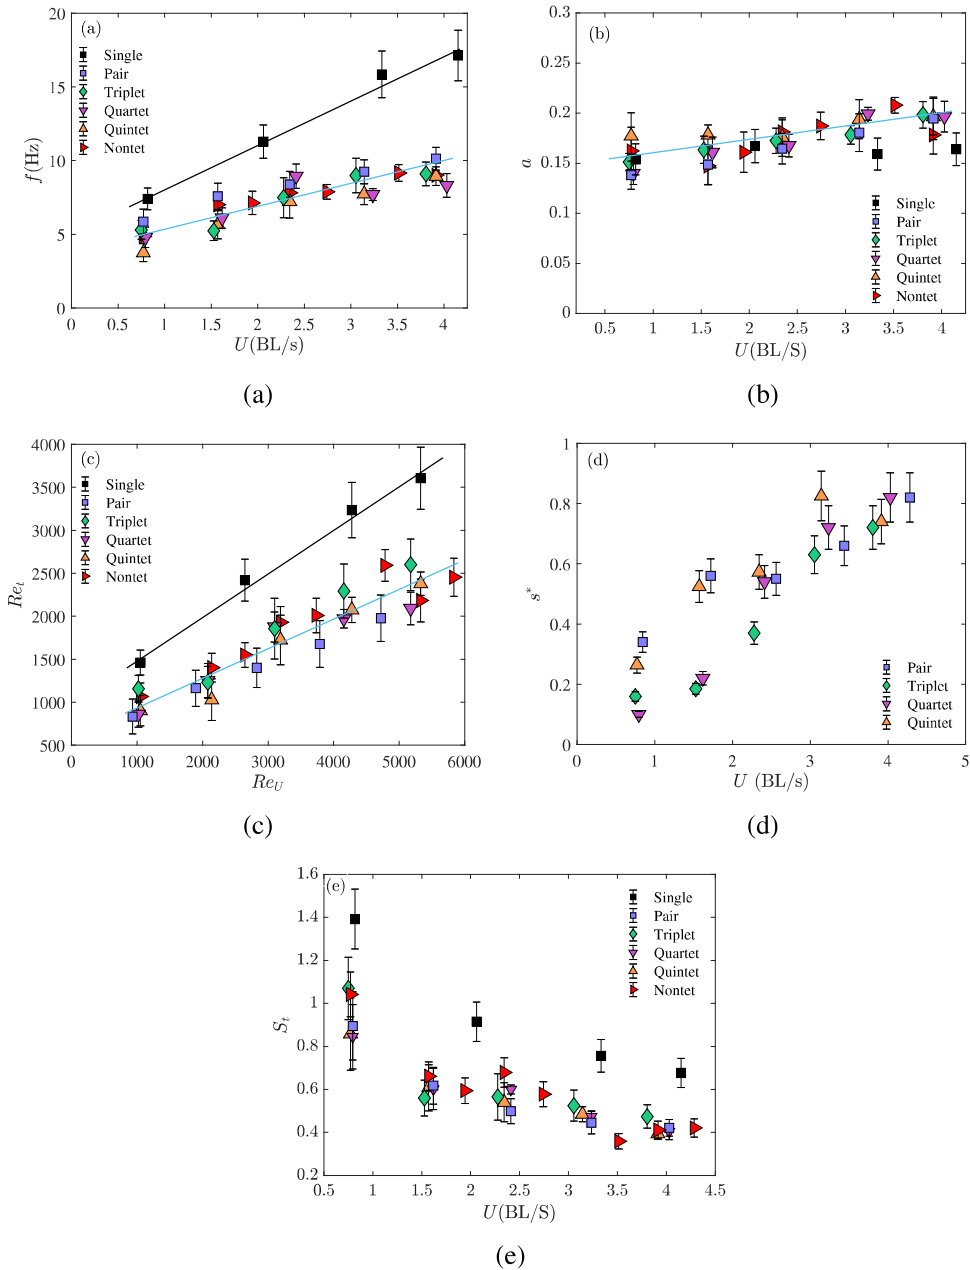 (a)
Single
Pair
Triplet
Quartet
Quintet
Nontet
20
15
10
5
0
f (Hz)
0 0.5 1 1.5 2 2.5 3 3.5 4
U(BL/s)
(a)
(b)
0.3
0.25
0.2
0.15
0.1
0.05
0
a
Single
Pair
Triplet
Quartet
Quintet
Nontet
0.5 1 1.5 2 2.5 3 3.5 4
U(BL/S)
(b)
(c)
Single
Pair
Triplet
Quartet
Quintet
Nontet
4000
3500
3000
2500
2000
1500
1000
500
Re_t
0 1000 2000 3000 4000 5000 6000
Re_U
(c)
(d)
1
0.8
0.6
0.4
0.2
0
s*
Pair
Triplet
Quartet
Quintet
0 1 2 3 4 5
U (BL/s)
(d)
(e)
1.6
1.4
1.2
1
0.8
0.6
0.4
0.2
S_t
Single
Pair
Triplet
Quartet
Quintet
Nontet
0.5 1 1.5 2 2.5 3 3.5 4 4.5
U(BL/S)
(e)